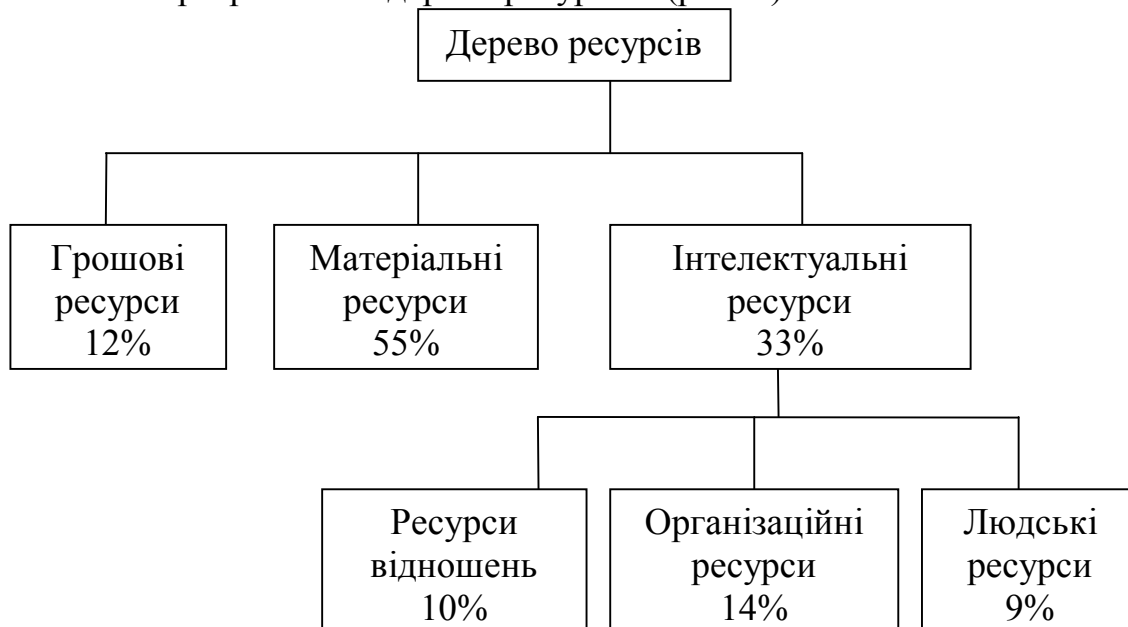 Дерево ресурсів
Грошові
ресурси
12%
Матеріальні
ресурси
55%
Інтелектуальні
ресурси
33%
Ресурси
відношень
10%
Організаційні
ресурси
14%
Людські
ресурси
9%